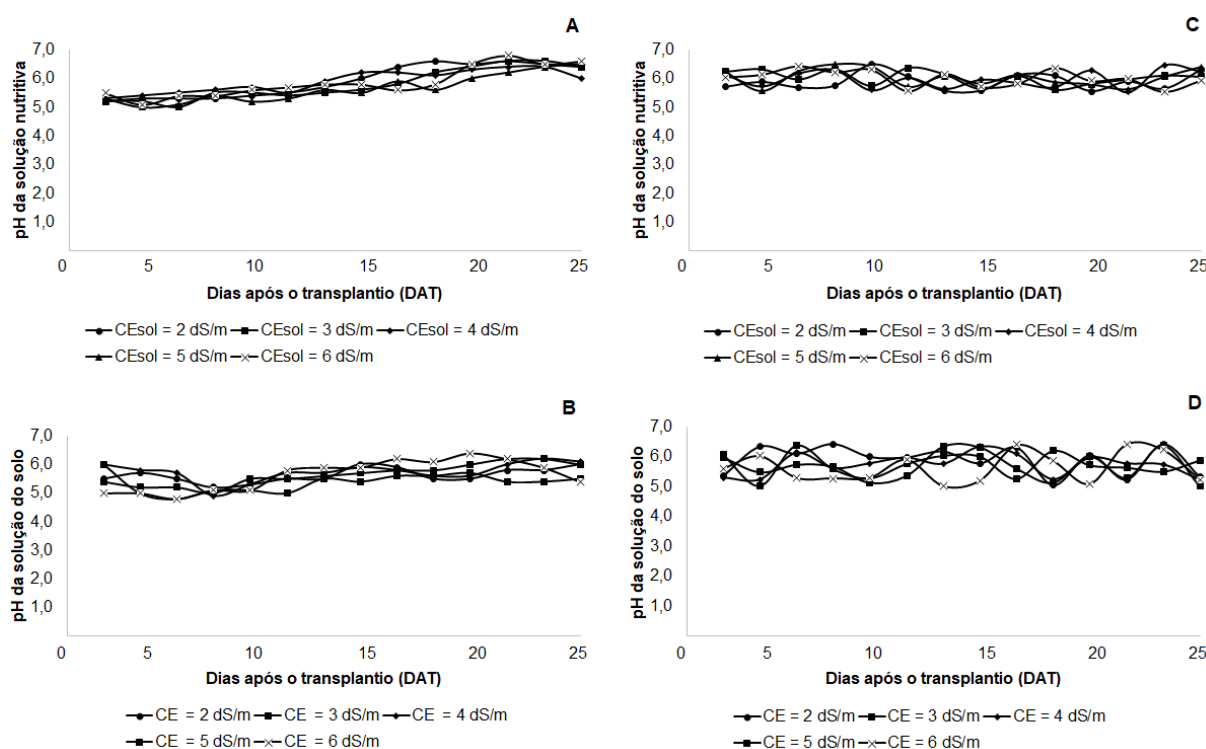 A
pH da solução nutritiva
7,0
6,0
5,0
4,0
3,0
2,0
1,0
0 5 10 15 20 25
Dias após o transplantio (DAT)
CEsol = 2 dS/m CEsol = 3 dS/m CEsol = 4 dS/m
CEsol = 5 dS/m CEsol = 6 dS/m
C
pH da solução nutritiva
7,0
6,0
5,0
4,0
3,0
2,0
1,0
0 5 10 15 20 25
Dias após o transplantio (DAT)
CEsol = 2 dS/m CEsol = 3 dS/m CEsol = 4 dS/m
CEsol = 5 dS/m CEsol = 6 dS/m
B
pH da solução do solo
7,0
6,0
5,0
4,0
3,0
2,0
1,0
0 5 10 15 20 25
Dias após o transplantio (DAT)
CE = 2 dS/m CE = 3 dS/m CE = 4 dS/m
CE = 5 dS/m CE = 6 dS/m
D
pH da solução do solo
7,0
6,0
5,0
4,0
3,0
2,0
1,0
0 5 10 15 20 25
Dias após o transplantio (DAT)
CE = 2 dS/m CE = 3 dS/m CE = 4 dS/m
CE = 5 dS/m CE = 6 dS/m